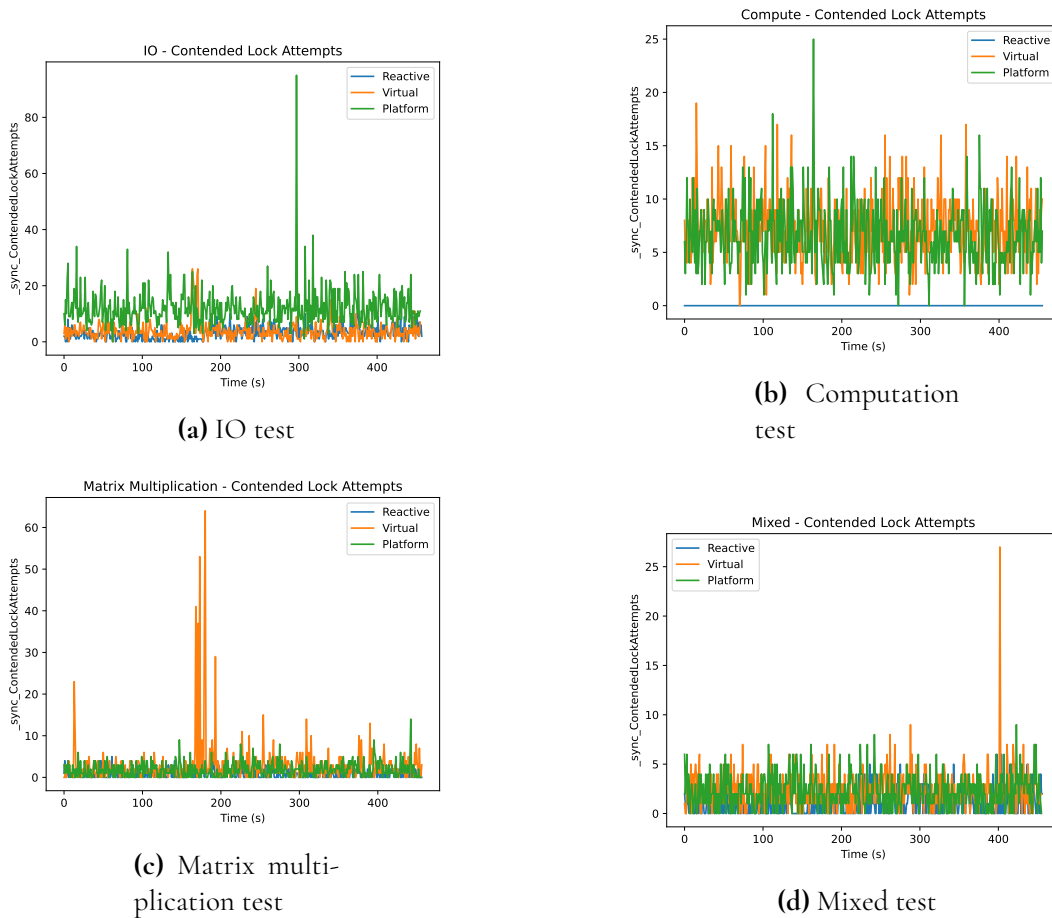 IO - Contended Lock Attempts
Reactive
Virtual
Platform
_sync_ContendedLockAttempts
80
60
40
20
0
0 100 200 300 400
Time (s)
(a) IO test
Compute - Contended Lock Attempts
Reactive
Virtual
Platform
_sync_ContendedLockAttempts
25
20
15
10
5
0
0 100 200 300 400
Time (s)
(b) Computation
test
Matrix Multiplication - Contended Lock Attempts
Reactive
Virtual
Platform
_sync_ContendedLockAttempts
60
50
40
30
20
10
0
0 100 200 300 400
Time (s)
(c) Matrix multi-
plication test
Mixed - Contended Lock Attempts
Reactive
Virtual
Platform
_sync_ContendedLockAttempts
25
20
15
10
5
0
0 100 200 300 400
Time (s)
(d) Mixed test